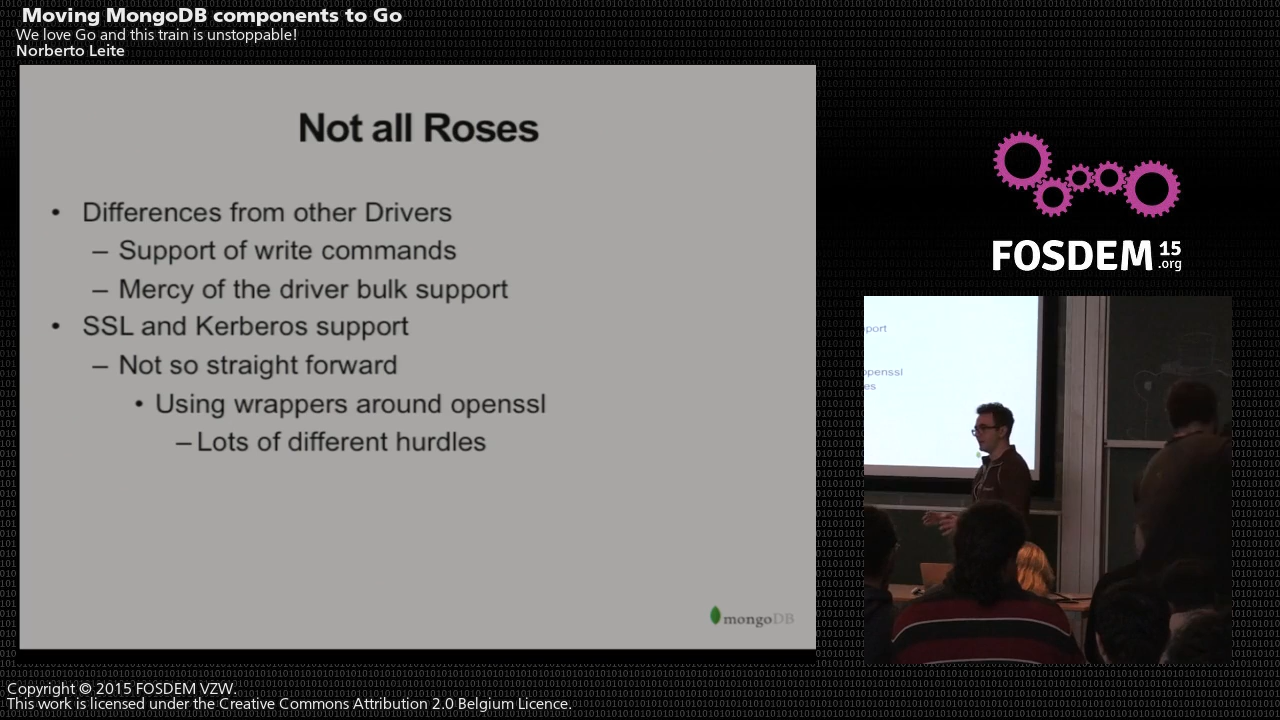 Moving MongoDB components to Go
We love Go and this train is unstoppable!
Norberto Leite
Not all Roses
• Differences from other Drivers
– Support of write commands
– Mercy of the driver bulk support
• SSL and Kerberos support
– Not so straight forward
• Using wrappers around openssl
– Lots of different hurdles
mongoDB
FOSDEM 15
.org
port
openssl
es
Copyright © 2015 FOSDEM VZW.
This work is licensed under the Creative Commons Attribution 2.0 Belgium Licence.